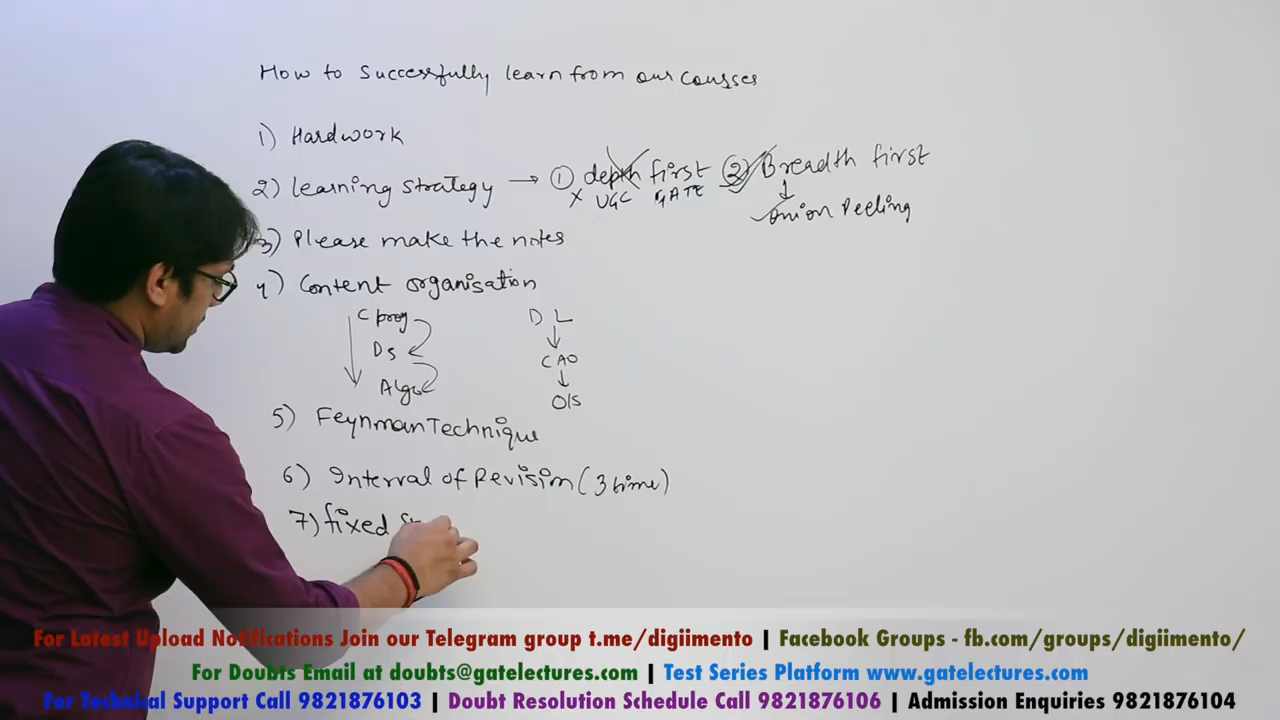 How to Successfully learn from our courses
1) Hardwork
2) learning strategy → ① depth first ② Breadth first
x UGC GATE ↓
Onion Peeling
3) Please make the notes
4) Content organisation
C prog DL
↓
Ds CAO
↓
Algo O/S
5) Feynman Technique
6) Interval of Revision (3 time)
7) fixed
For Latest Upload Notifications Join our Telegram group t.me/digiimento | Facebook Groups - fb.com/groups/digiimento/
For Doubts Email at doubts@gatelectures.com | Test Series Platform www.gatelectures.com
For Technical Support Call 9821876103 | Doubt Resolution Schedule Call 9821876106 | Admission Enquiries 9821876104